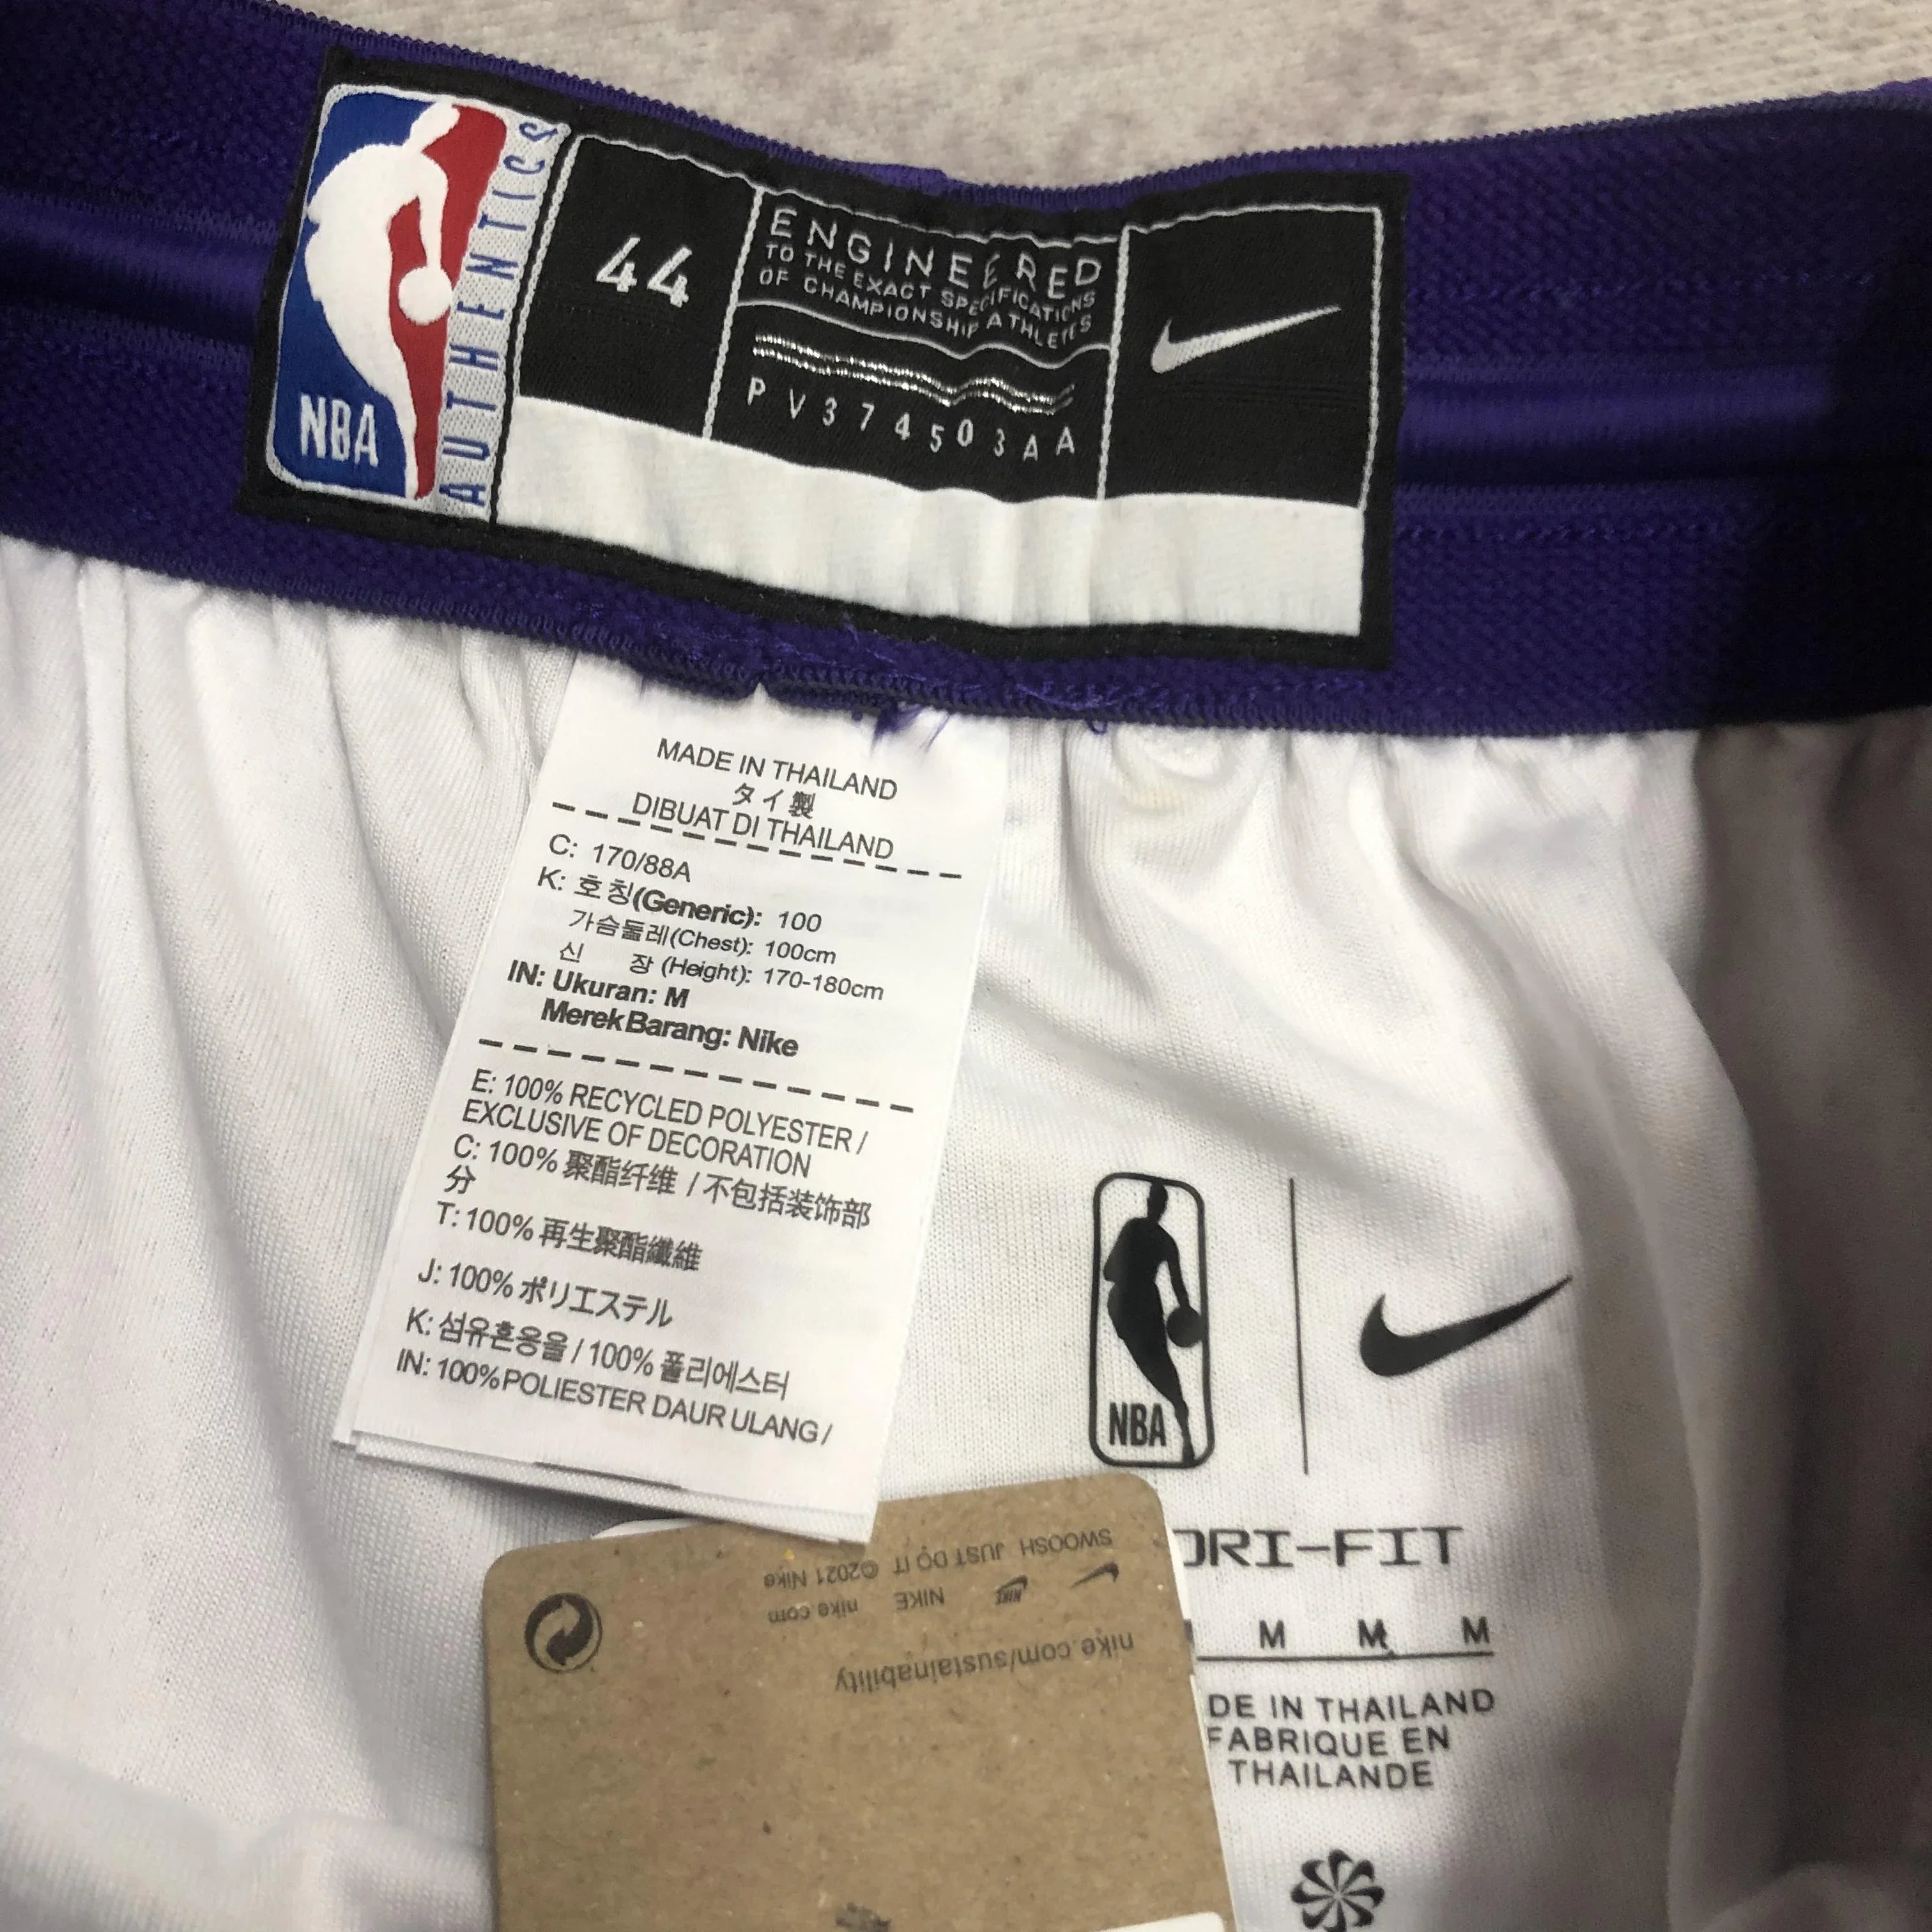 NBA
AUTHENTICS
44
ENGINEERED
TO THE EXACT SPECIFICATIONS
OF CHAMPIONSHIP ATHLETES
PV374503AA
MADE IN THAILAND
タイ製
DIBUAT DI THAILAND
C: 170/88A
K: 호칭(Generic): 100
가슴둘레(Chest): 100cm
신 장 (Height): 170-180cm
IN: Ukuran: M
Merek Barang: Nike
E: 100% RECYCLED POLYESTER /
EXCLUSIVE OF DECORATION
C: 100% 聚酯纤维 / 不包括装饰部
分
T: 100% 再生聚酯纖維
J: 100% ポリエステル
K: 섬유혼용율 / 100% 폴리에스터
IN: 100% POLIESTER DAUR ULANG /
NBA
DRI-FIT
M M M
DE IN THAILAND
FABRIQUE EN
THAILANDE
nike.com/sustainability
NIKE nike.com
SWOOSH JUST DO IT ©2021 Nike